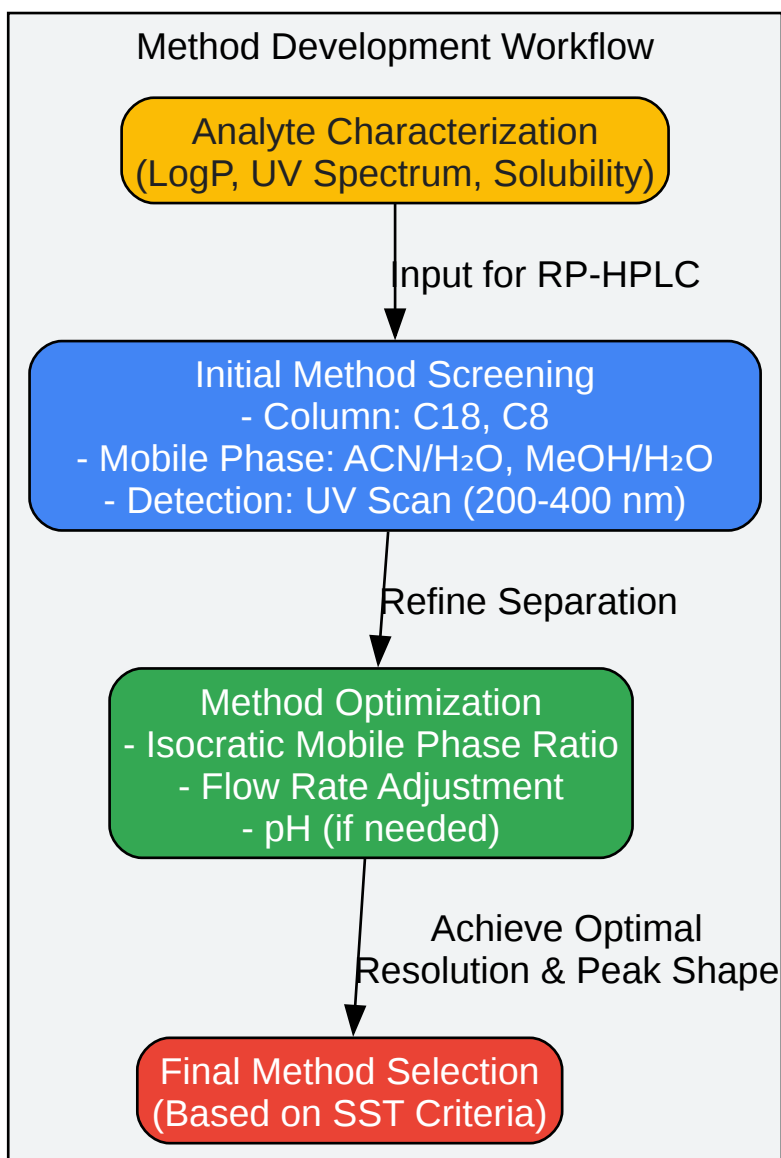 Method Development Workflow
Analyte Characterization
(LogP, UV Spectrum, Solubility)
Input for RP-HPLC
Initial Method Screening
- Column: C18, C8
- Mobile Phase: ACN/H₂O, MeOH/H₂O
- Detection: UV Scan (200-400 nm)
Refine Separation
Method Optimization
- Isocratic Mobile Phase Ratio
- Flow Rate Adjustment
- pH (if needed)
Achieve Optimal
Resolution & Peak Shape
Final Method Selection
(Based on SST Criteria)